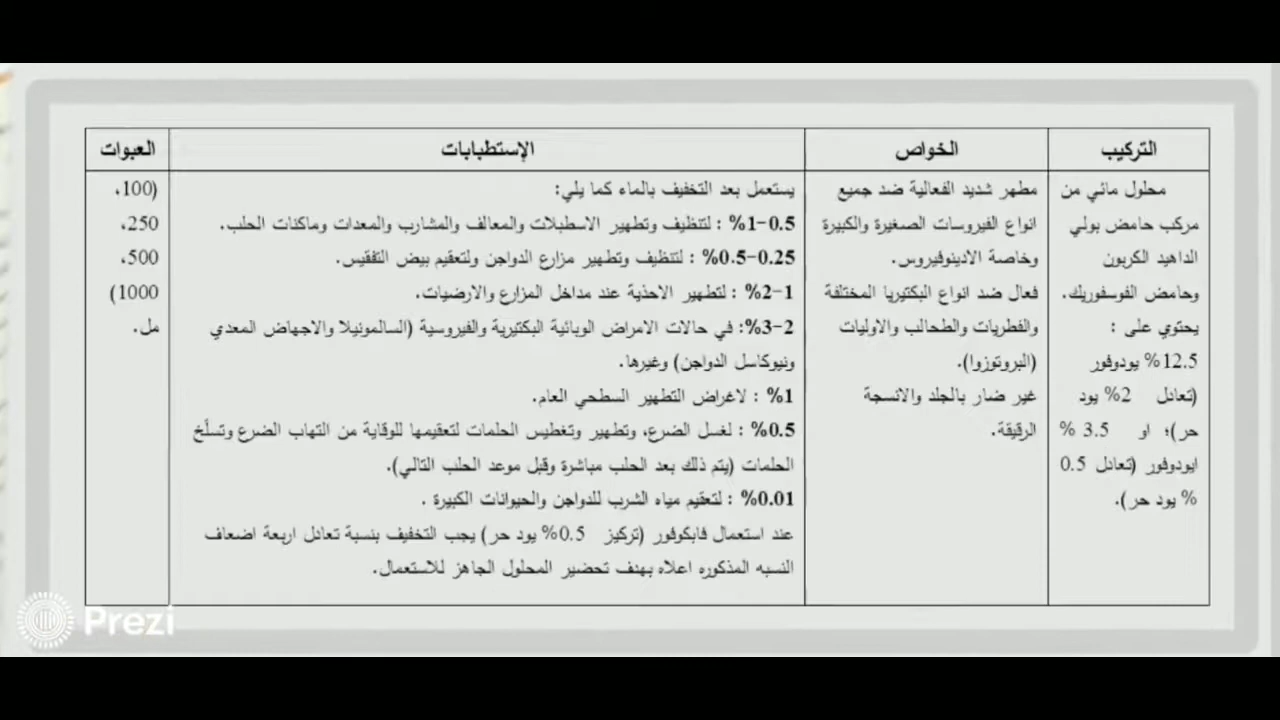 التركيب
محلول مائي من
مركب حامض بولي
الداهيد الكربون
وحامض الفوسفوريك.
يحتوي على :
12.5% يودوفور
(تعادل 2% يود
حر)؛ او 3.5 %
ايودوفور (تعادل 0.5
% يود حر).
الخواص
مطهر شديد الفعالية ضد جميع
انواع الفيروسات الصغيرة والكبيرة
وخاصة الادينوفيروس.
فعال ضد انواع البكتيريا المختلفة
والفطريات والطحالب والاوليات
(البروتوزوا).
غير ضار بالجلد والانسجة
الرقيقة.
الإستطبابات
يستعمل بعد التخفيف بالماء كما يلي:
0.5-1% : لتنظيف وتطهير الاسطبلات والمعالف والمشارب والمعدات وماكنات الحلب.
0.25-0.5% : لتنظيف وتطهير مزارع الدواجن ولتعقيم بيض التفقيس.
1-2% : لتطهير الاحذية عند مداخل المزارع والارضيات.
2-3%: في حالات الامراض الوبائية البكتيرية والفيروسية (السالمونيلا والاجهاض المعدي
ونيوكاسل الدواجن) وغيرها.
1% : لاغراض التطهير السطحي العام.
0.5% : لغسل الضرع، وتطهير وتغطيس الحلمات لتعقيمها للوقاية من التهاب الضرع وتسلّخ
الحلمات (يتم ذلك بعد الحلب مباشرة وقبل موعد الحلب التالي).
0.01% : لتعقيم مياه الشرب للدواجن والحيوانات الكبيرة .
عند استعمال فابكوفور (تركيز 0.5% يود حر) يجب التخفيف بنسبة تعادل اربعة اضعاف
النسبه المذكوره اعلاه بهدف تحضير المحلول الجاهز للاستعمال.
العبوات
(100،
250،
500،
1000)
مل.
Prezi